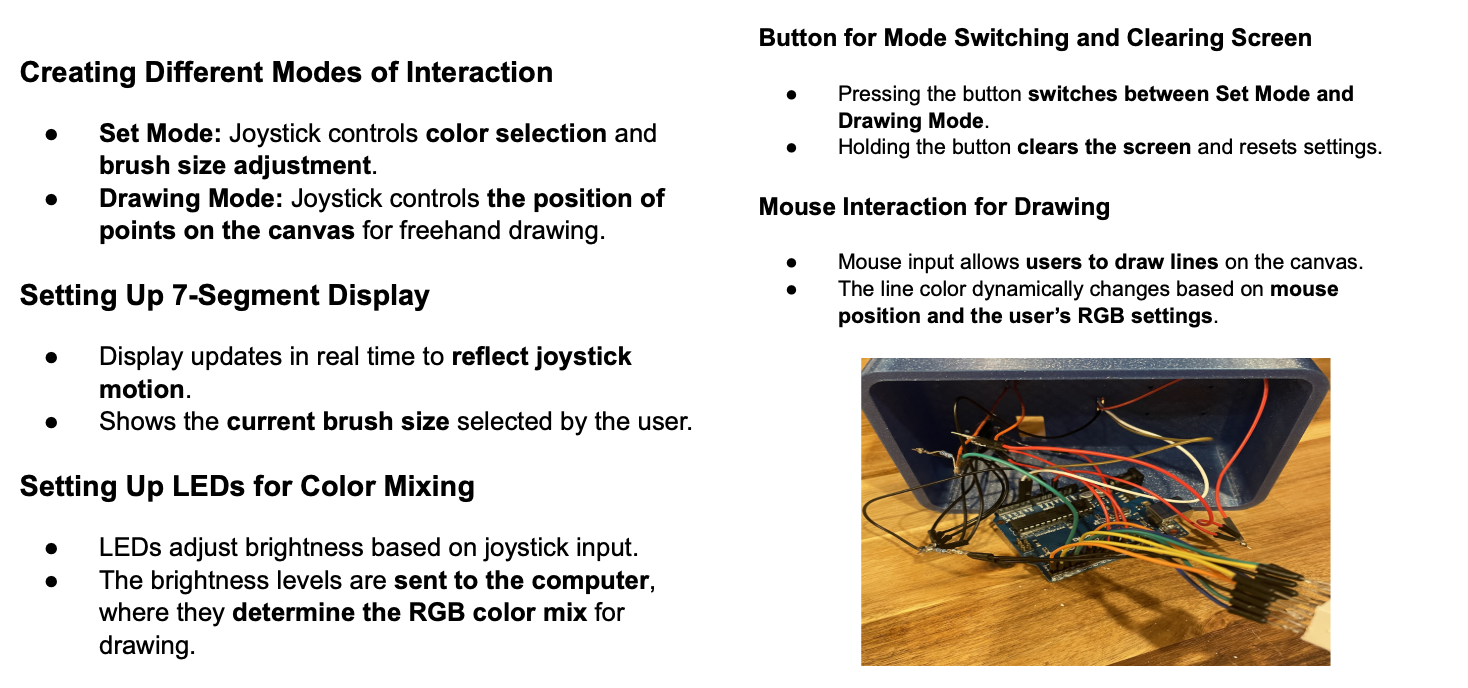 Creating Different Modes of Interaction
● Set Mode: Joystick controls color selection and
brush size adjustment.
● Drawing Mode: Joystick controls the position of
points on the canvas for freehand drawing.
Setting Up 7-Segment Display
● Display updates in real time to reflect joystick
motion.
● Shows the current brush size selected by the user.
Setting Up LEDs for Color Mixing
● LEDs adjust brightness based on joystick input.
● The brightness levels are sent to the computer,
where they determine the RGB color mix for
drawing.
Button for Mode Switching and Clearing Screen
● Pressing the button switches between Set Mode and
Drawing Mode.
● Holding the button clears the screen and resets settings.
Mouse Interaction for Drawing
● Mouse input allows users to draw lines on the canvas.
● The line color dynamically changes based on mouse
position and the user’s RGB settings.